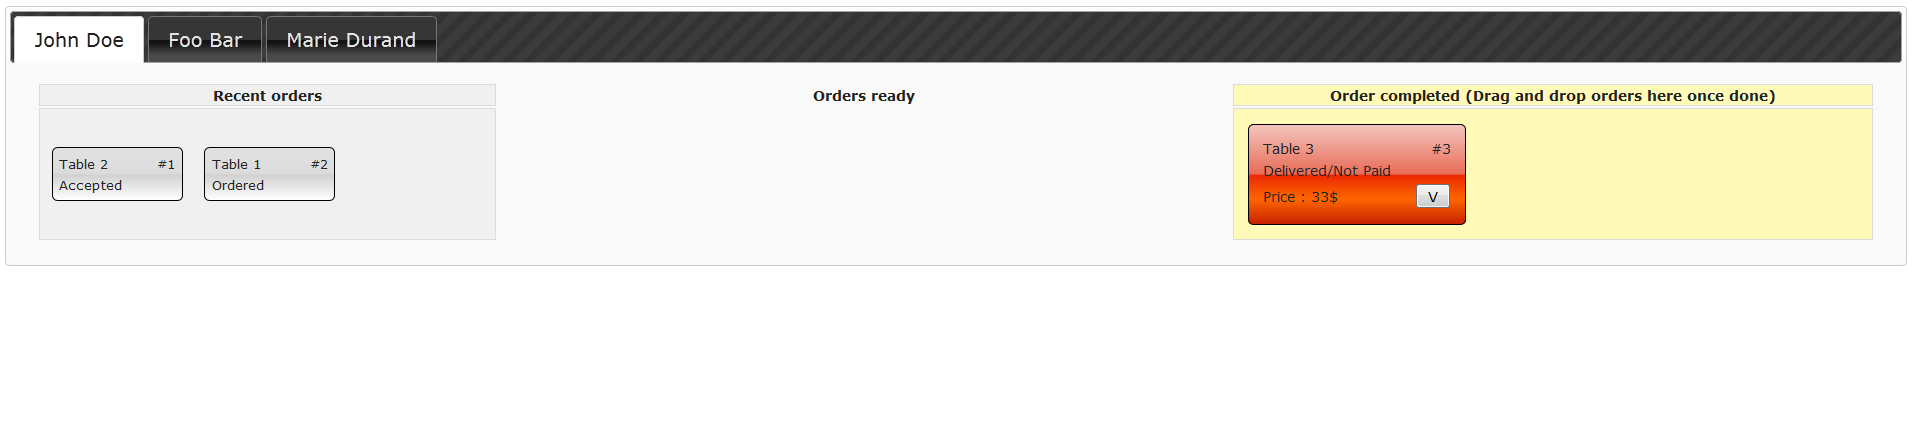 John Doe Foo Bar Marie Durand
Recent orders
Table 2 #1
Accepted
Table 1 #2
Ordered
Orders ready
Order completed (Drag and drop orders here once done)
Table 3 #3
Delivered/Not Paid
Price : 33$ V